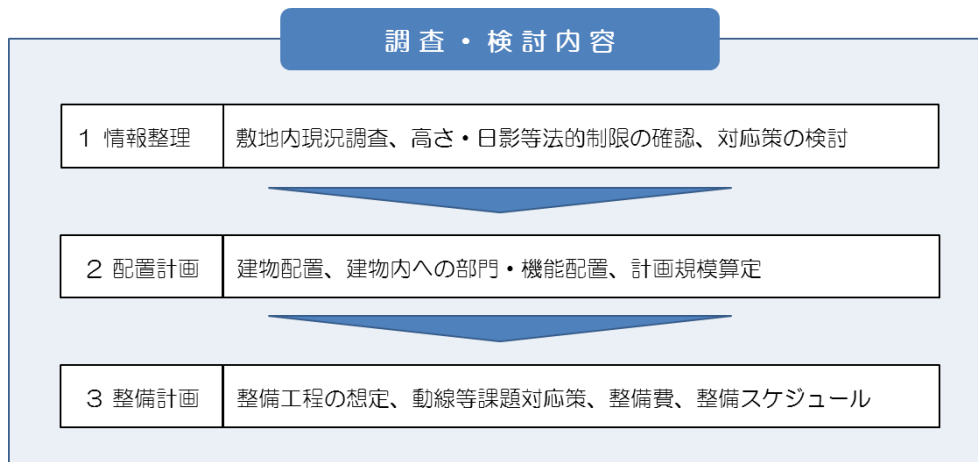 調査・検討内容
1 情報整理 敷地内現況調査、高さ・日影等法的制限の確認、対応策の検討
2 配置計画 建物配置、建物内への部門・機能配置、計画規模算定
3 整備計画 整備工程の想定、動線等課題対応策、整備費、整備スケジュール